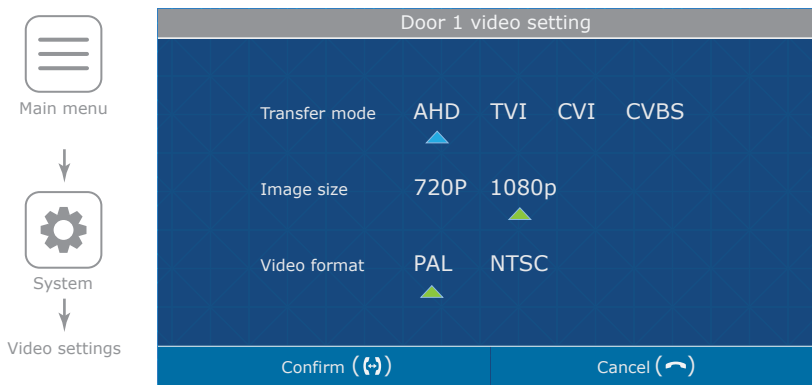 Door 1 video setting
Main menu
Transfer mode AHD TVI CVI CVBS
Image size 720P 1080p
System
Video format PAL NTSC
Video settings
Confirm ( ) Cancel ( )